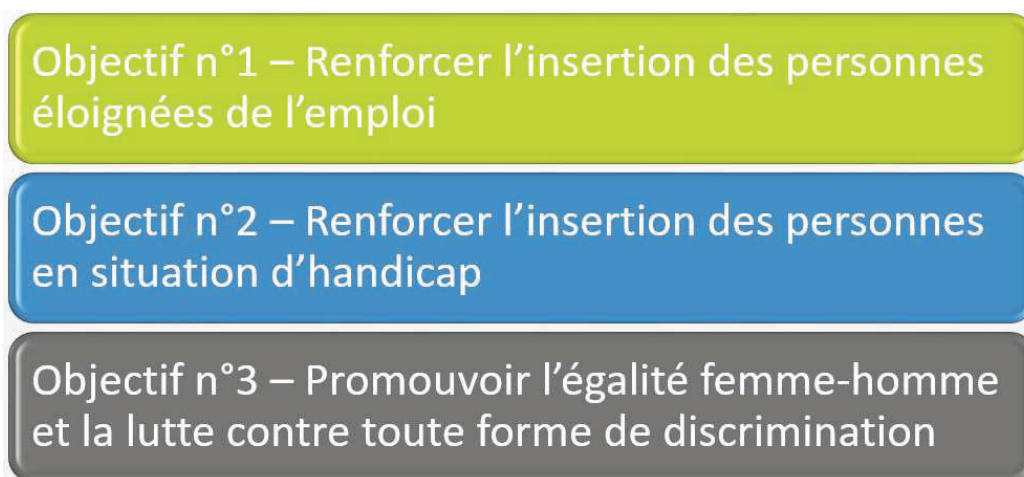 Objectif n°1 – Renforcer l’insertion des personnes
éloignées de l’emploi
Objectif n°2 – Renforcer l’insertion des personnes
en situation d’handicap
Objectif n°3 – Promouvoir l’égalité femme-homme
et la lutte contre toute forme de discrimination